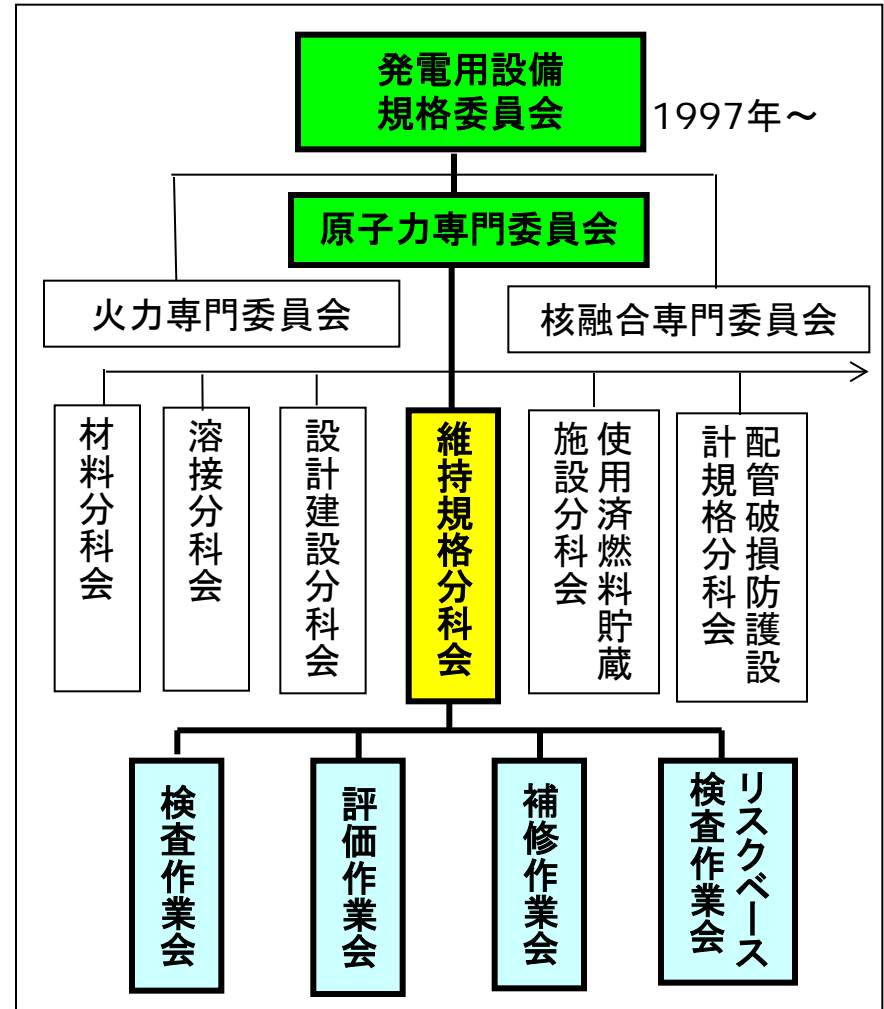 発電用設備
規格委員会
1997年～
原子力専門委員会
火力専門委員会
核融合専門委員会
材料分科会
溶接分科会
設計建設分科会
維持規格分科会
使用済燃料貯蔵
施設分科会
配管破損防護設
計規格分科会
検査作業会
評価作業会
補修作業会
リスクベース
検査作業会